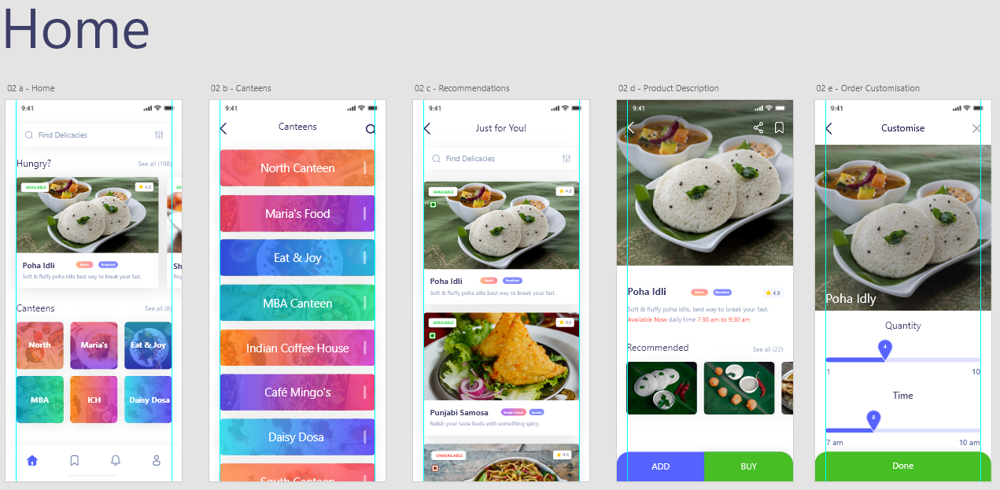 Home
02 a - Home
9:41
Find Delicacies
Hungry?
See all (108)
AVAILABLE
4.8
AV
Poha Idli
North
Breakfast
Soft & fluffy poha idlis best way to break your fast.
Sh
Roy
Canteens
See all (8)
North
Maria's
Eat & Joy
MBA
ICH
Daisy Dosa
02 b - Canteens
9:41
Canteens
North Canteen
Maria's Food
Eat & Joy
MBA Canteen
Indian Coffee House
Café Mingo's
Daisy Dosa
South Canteen
02 c - Recommendations
9:41
Just for You!
Find Delicacies
AVAILABLE
4.8
Poha Idli
North
Breakfast
Soft & fluffy poha idlis best way to break your fast.
AVAILABLE
4.6
Punjabi Samosa
Maria's Food
Snacks
Relish your taste buds with something spicy.
UNAVAILABLE
4.6
02 d - Product Description
9:41
Poha Idli
North
Breakfast
4.8
Soft & fluffy poha idlis, best way to break your fast.
Available Now daily time 7:30 am to 9:30 am
Recommended
See all (22)
ADD
BUY
02 e - Order Customisation
9:41
Customise
Poha Idly
Quantity
4
1
10
Time
8
7 am
10 am
Done